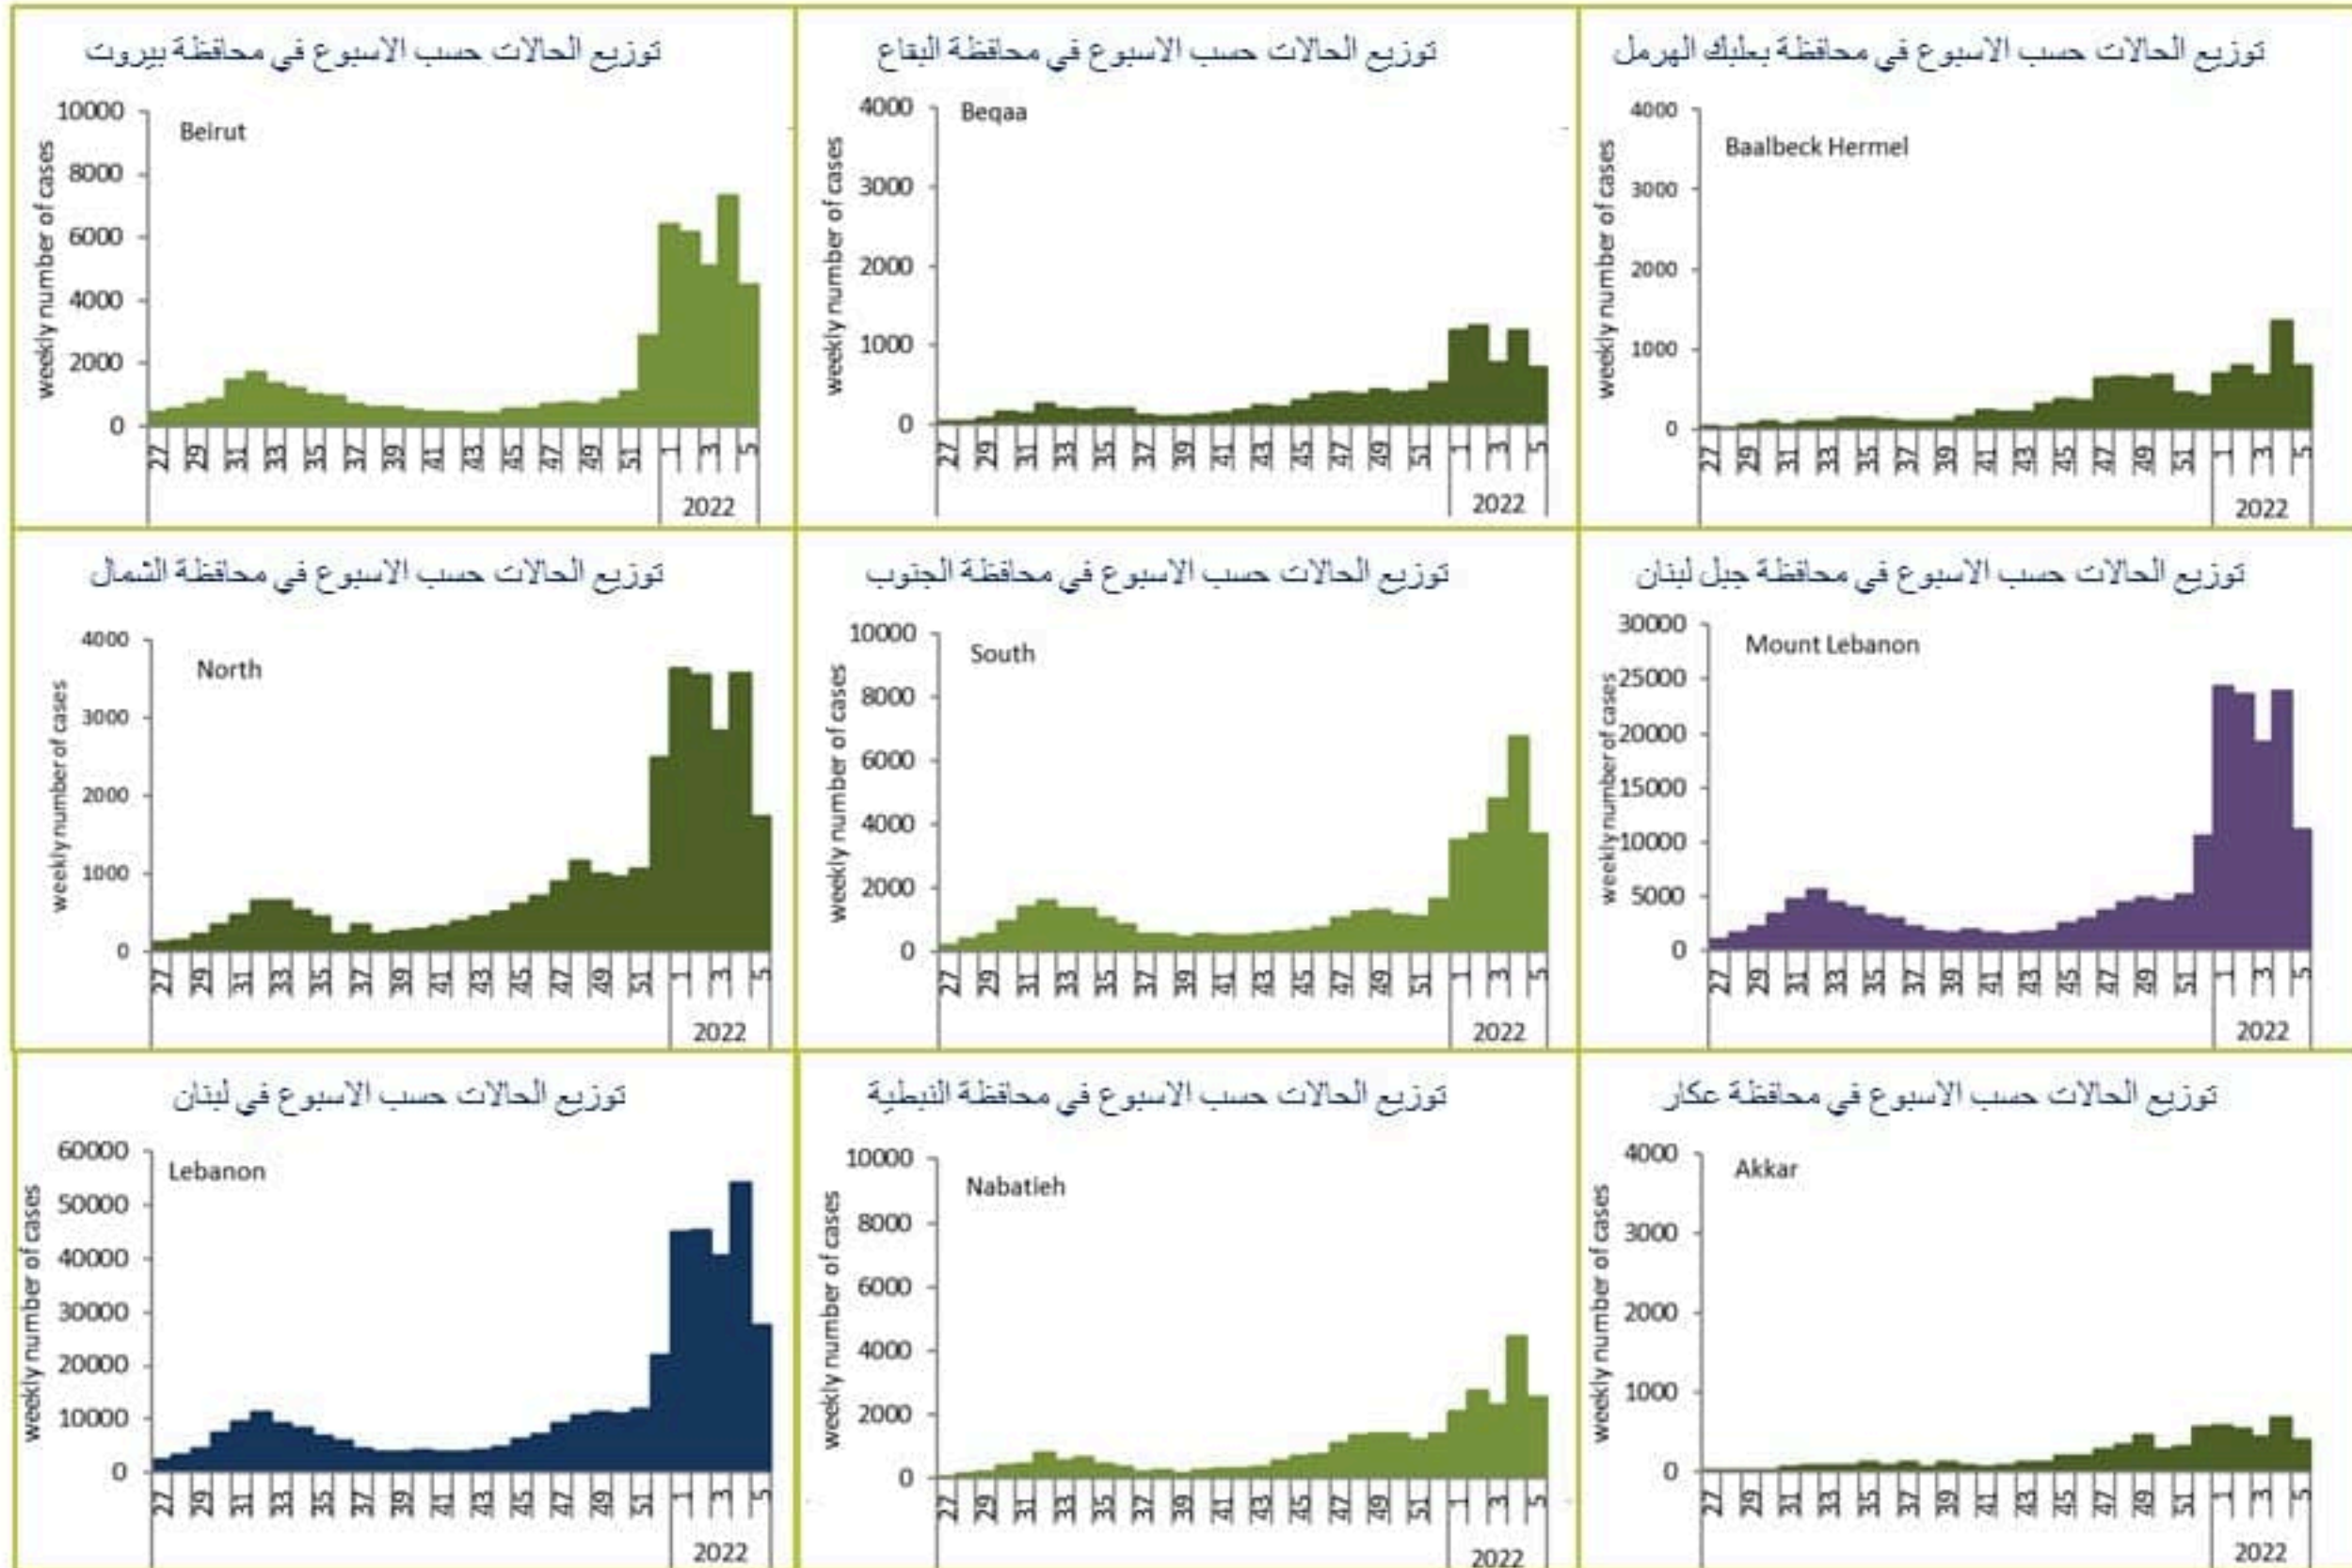 توزيع الحالات حسب الاسبوع في محافظة بيروت
Beirut
weekly number of cases
10000
8000
6000
4000
2000
0
27 29 31 33 35 37 39 41 43 45 47 49 51 1 3 5
2022
توزيع الحالات حسب الاسبوع في محافظة البقاع
Beqaa
weekly number of cases
4000
3000
2000
1000
0
27 29 31 33 35 37 39 41 43 45 47 49 51 1 3 5
2022
توزيع الحالات حسب الاسبوع في محافظة بعلبك الهرمل
Baalbeck Hermel
weekly number of cases
4000
3000
2000
1000
0
27 29 31 33 35 37 39 41 43 45 47 49 51 1 3 5
2022
توزيع الحالات حسب الاسبوع في محافظة الشمال
North
weekly number of cases
4000
3000
2000
1000
0
27 29 31 33 35 37 39 41 43 45 47 49 51 1 3 5
2022
توزيع الحالات حسب الاسبوع في محافظة الجنوب
South
weekly number of cases
10000
8000
6000
4000
2000
0
27 29 31 33 35 37 39 41 43 45 47 49 51 1 3 5
2022
توزيع الحالات حسب الاسبوع في محافظة جبل لبنان
Mount Lebanon
weekly number of cases
30000
25000
20000
15000
10000
5000
0
27 29 31 33 35 37 39 41 43 45 47 49 51 1 3 5
2022
توزيع الحالات حسب الاسبوع في لبنان
Lebanon
weekly number of cases
60000
50000
40000
30000
20000
10000
0
27 29 31 33 35 37 39 41 43 45 47 49 51 1 3 5
2022
توزيع الحالات حسب الاسبوع في محافظة النبطية
Nabatieh
weekly number of cases
10000
8000
6000
4000
2000
0
27 29 31 33 35 37 39 41 43 45 47 49 51 1 3 5
2022
توزيع الحالات حسب الاسبوع في محافظة عكار
Akkar
weekly number of cases
4000
3000
2000
1000
0
27 29 31 33 35 37 39 41 43 45 47 49 51 1 3 5
2022